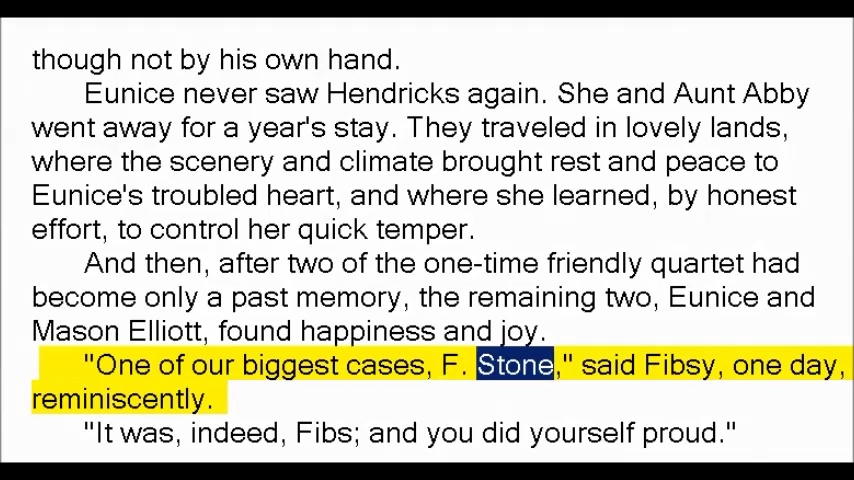 though not by his own hand.
Eunice never saw Hendricks again. She and Aunt Abby
went away for a year's stay. They traveled in lovely lands,
where the scenery and climate brought rest and peace to
Eunice's troubled heart, and where she learned, by honest
effort, to control her quick temper.
And then, after two of the one-time friendly quartet had
become only a past memory, the remaining two, Eunice and
Mason Elliott, found happiness and joy.
"One of our biggest cases, F. Stone," said Fibsy, one day,
reminiscently.
"It was, indeed, Fibs; and you did yourself proud."